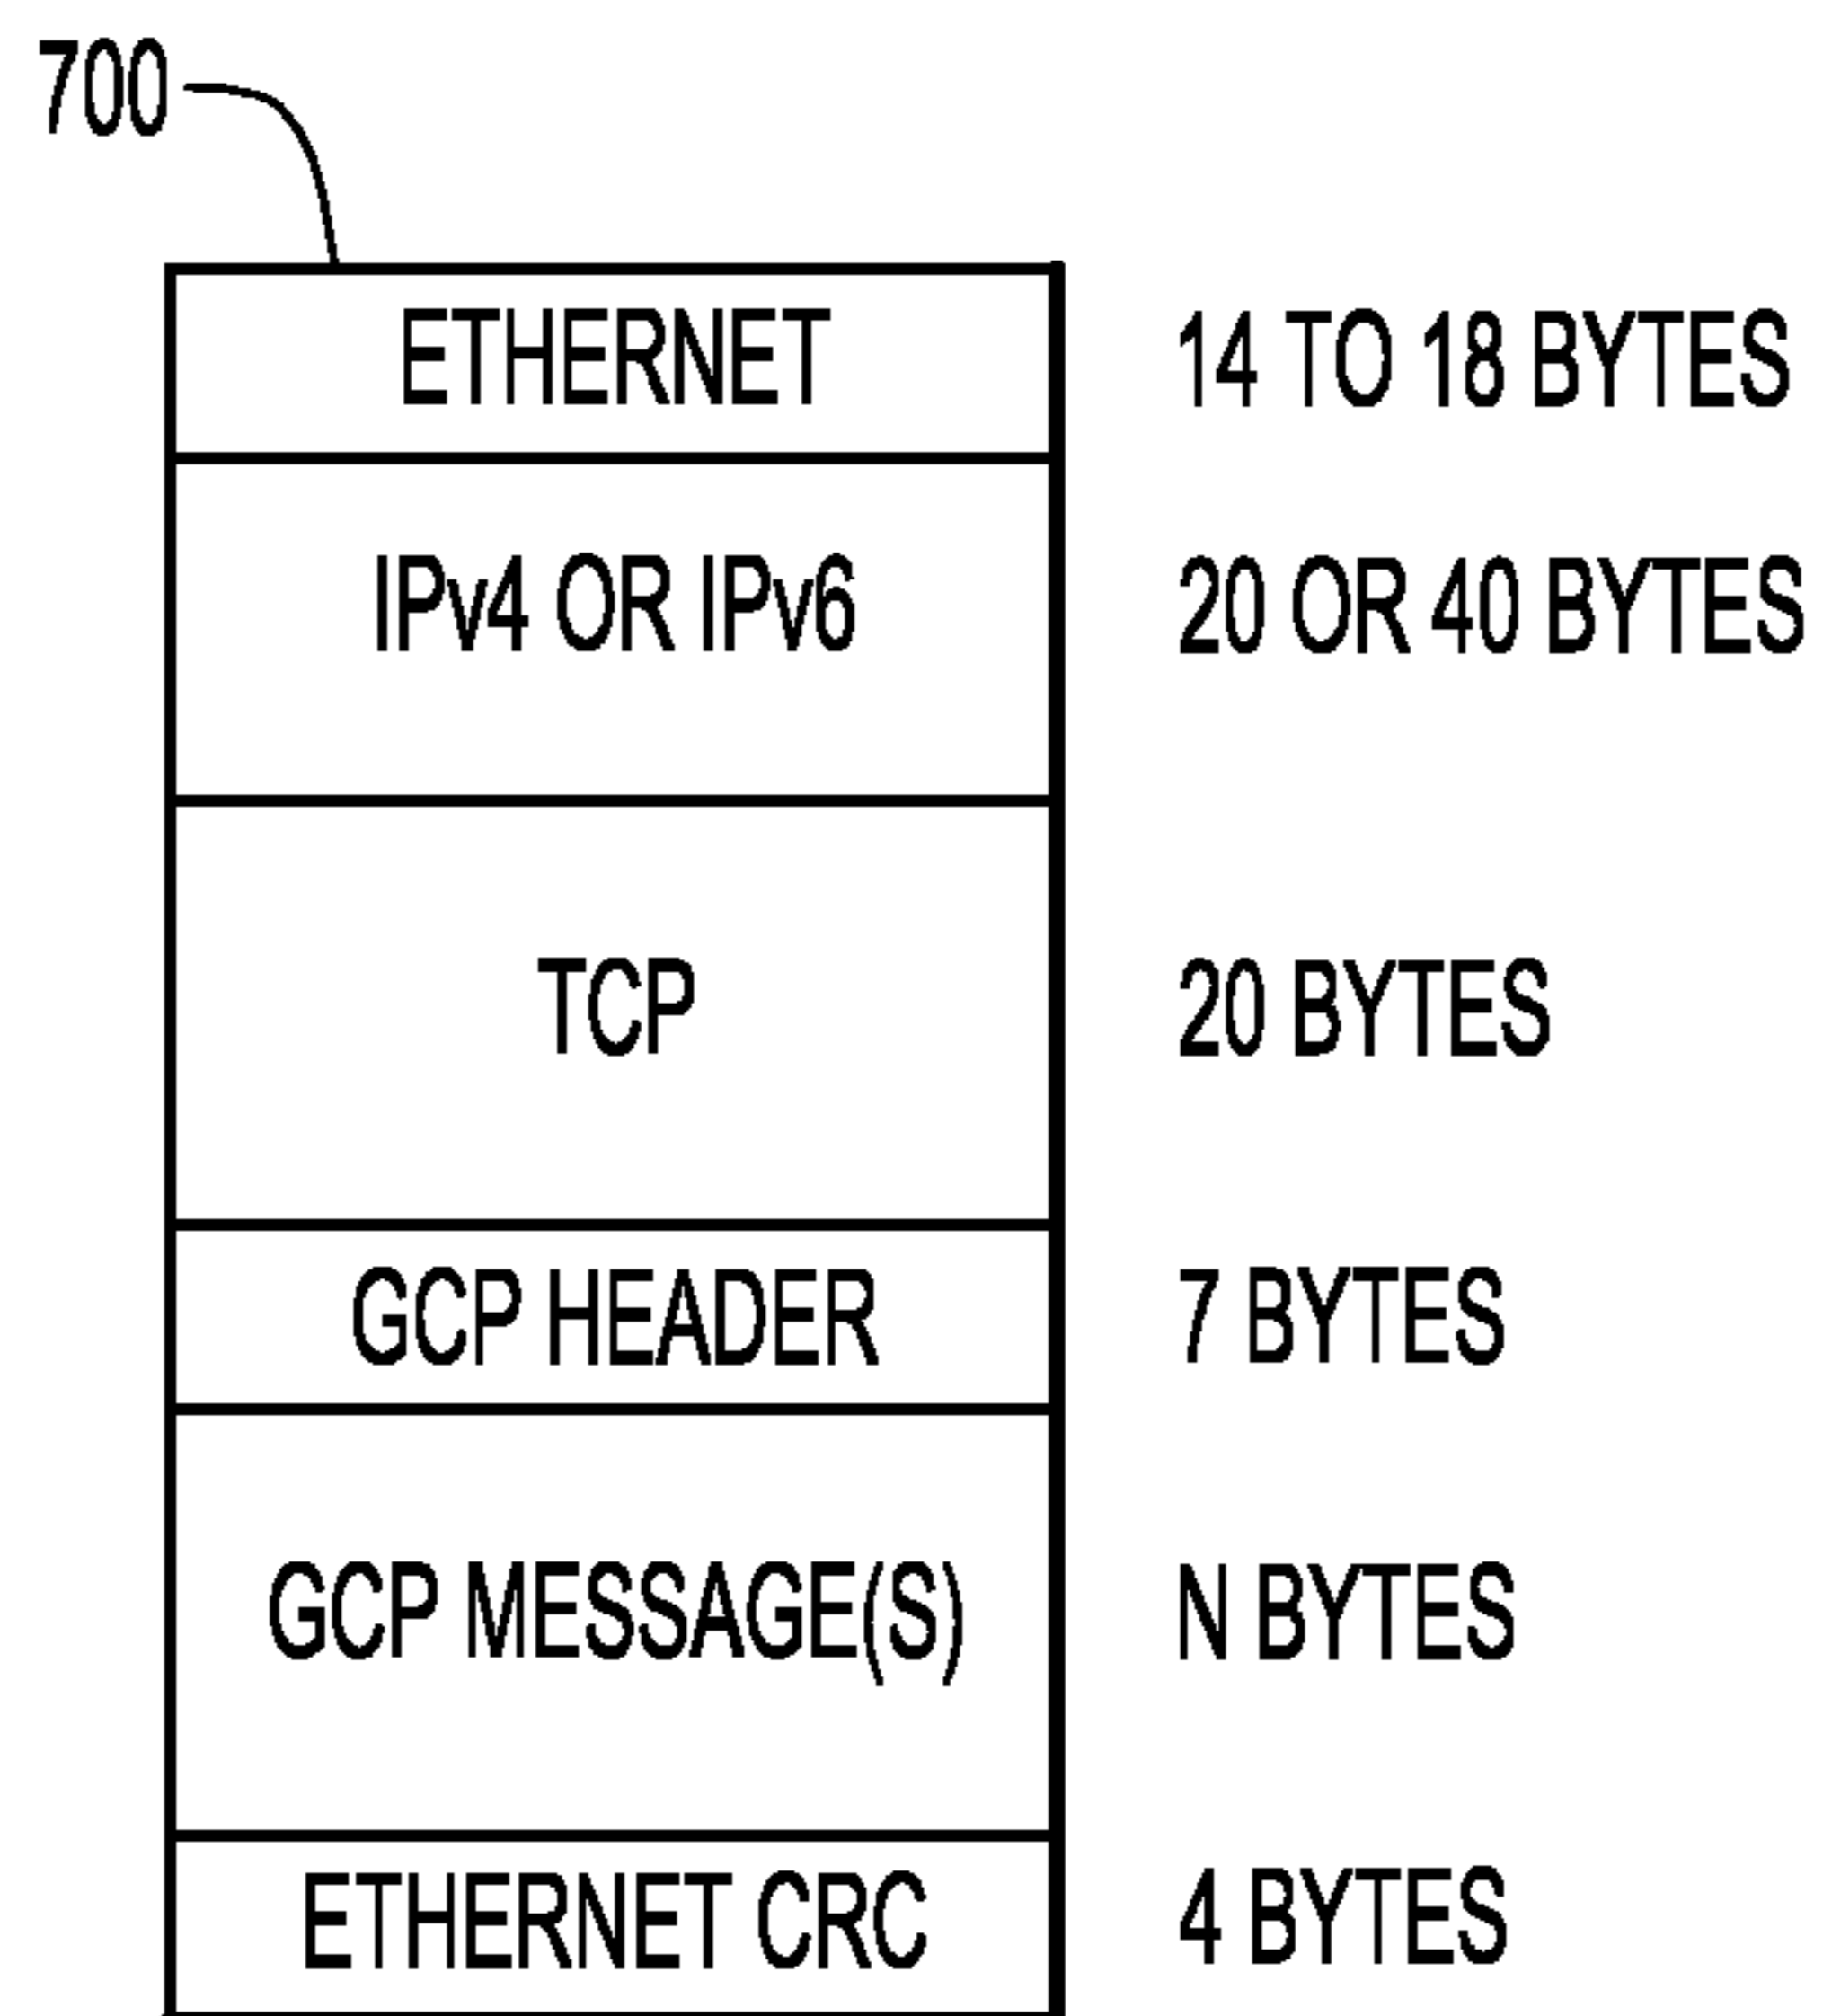 700
ETHERNET 14 TO 18 BYTES
IPv4 OR IPv6 20 OR 40 BYTES
TCP 20 BYTES
GCP HEADER 7 BYTES
GCP MESSAGE(S) N BYTES
ETHERNET CRC 4 BYTES